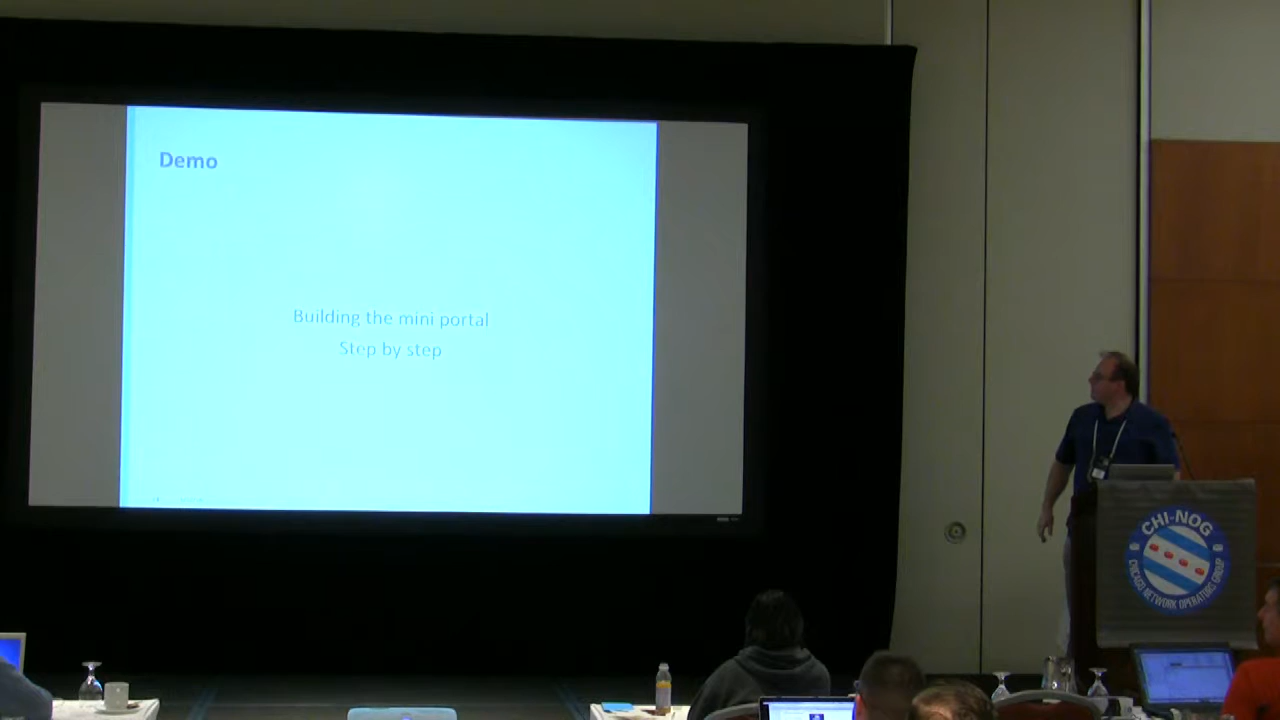 Demo
Building the mini portal
Step by step
CHI-NOG
CHICAGO NETWORK OPERATORS GROUP